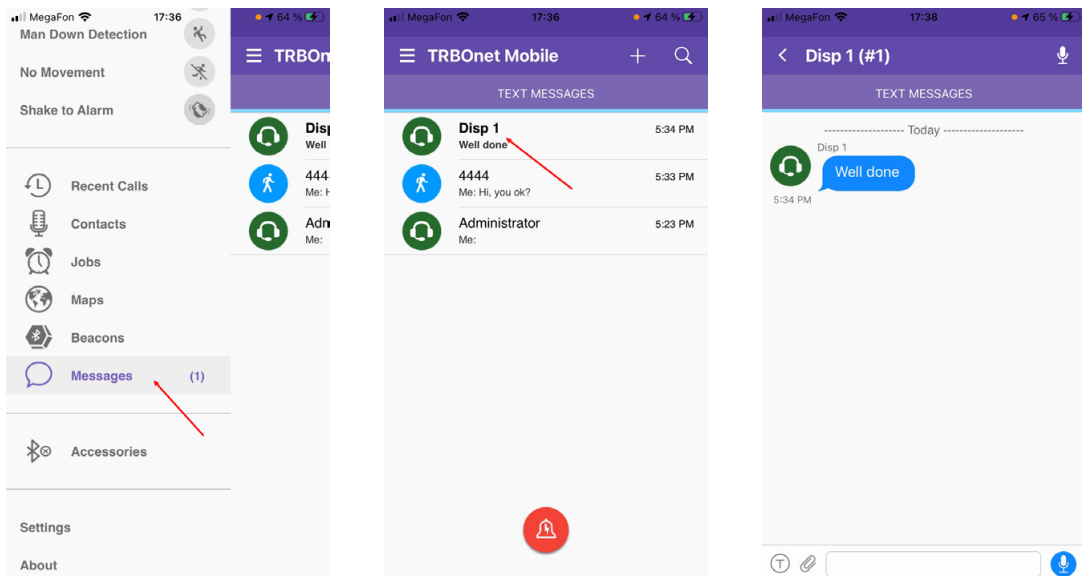 MegaFon 17:36
Man Down Detection
No Movement
Shake to Alarm
Recent Calls
Contacts
Jobs
Maps
Beacons
Messages (1)
Accessories
Settings
About
64 %
TRBOn
Disp
Well
444
Me: H
Adm
Me:
MegaFon 17:36 64 %
TRBOnet Mobile
TEXT MESSAGES
Disp 1 5:34 PM
Well done
4444 5:33 PM
Me: Hi, you ok?
Administrator 5:23 PM
Me:
MegaFon 17:38 65 %
Disp 1 (#1)
TEXT MESSAGES
-------------------- Today --------------------
Disp 1
Well done
5:34 PM
T